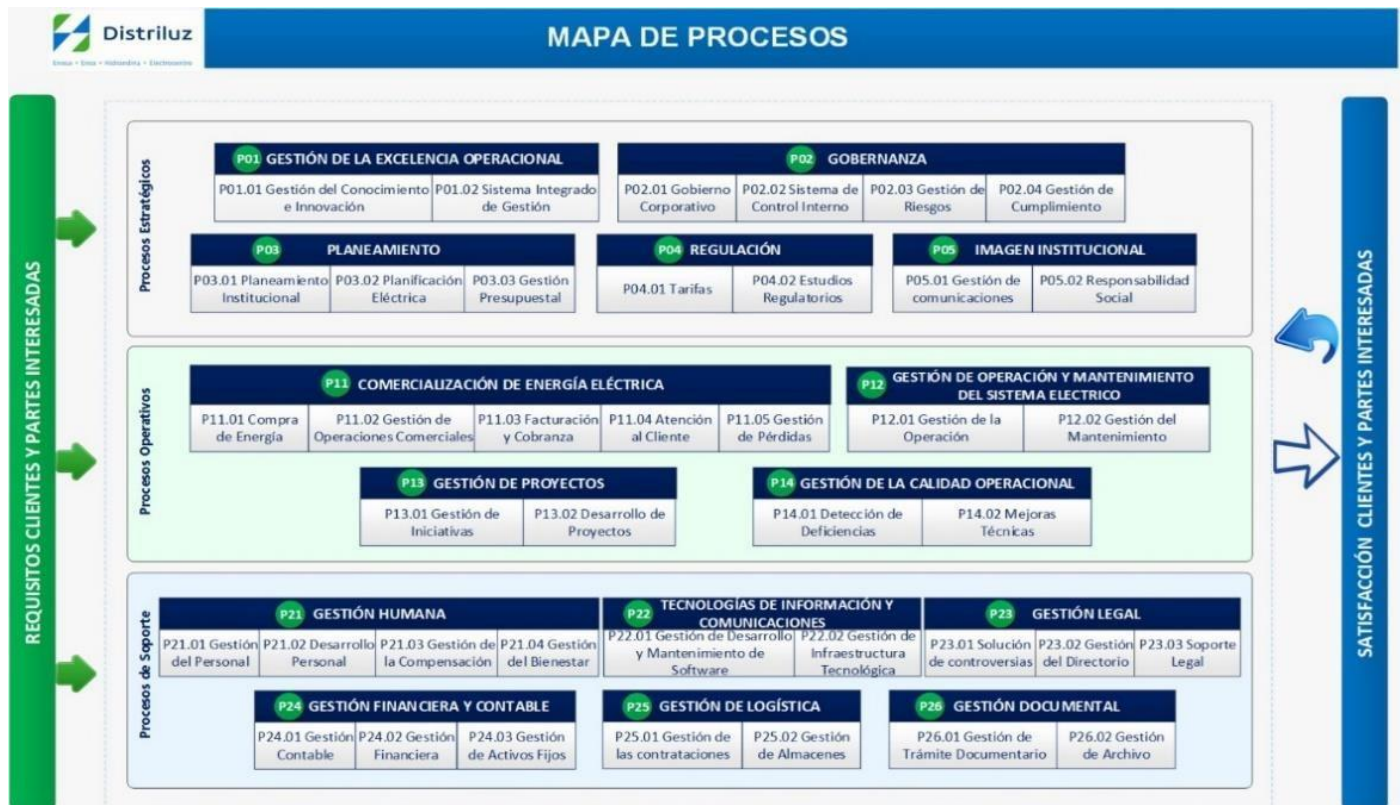 Distriluz
Ensa • Enosa • Hidrandina • Electrocentro
MAPA DE PROCESOS
REQUISITOS CLIENTES Y PARTES INTERESADAS
Procesos Estratégicos
P01 GESTIÓN DE LA EXCELENCIA OPERACIONAL
P01.01 Gestión del Conocimiento
e Innovación
P01.02 Sistema Integrado
de Gestión
P02 GOBERNANZA
P02.01 Gobierno
Corporativo
P02.02 Sistema de
Control Interno
P02.03 Gestión de
Riesgos
P02.04 Gestión de
Cumplimiento
P03 PLANEAMIENTO
P03.01 Planeamiento
Institucional
P03.02 Planificación
Eléctrica
P03.03 Gestión
Presupuestal
P04 REGULACIÓN
P04.01 Tarifas
P04.02 Estudios
Regulatorios
P05 IMAGEN INSTITUCIONAL
P05.01 Gestión de
comunicaciones
P05.02 Responsabilidad
Social
Procesos Operativos
P11 COMERCIALIZACIÓN DE ENERGÍA ELÉCTRICA
P11.01 Compra
de Energía
P11.02 Gestión de
Operaciones Comerciales
P11.03 Facturación
y Cobranza
P11.04 Atención
al Cliente
P11.05 Gestión
de Pérdidas
P12 GESTIÓN DE OPERACIÓN Y MANTENIMIENTO
DEL SISTEMA ELECTRICO
P12.01 Gestión de la
Operación
P12.02 Gestión del
Mantenimiento
P13 GESTIÓN DE PROYECTOS
P13.01 Gestión de
Iniciativas
P13.02 Desarrollo de
Proyectos
P14 GESTIÓN DE LA CALIDAD OPERACIONAL
P14.01 Detección de
Deficiencias
P14.02 Mejoras
Técnicas
Procesos de Soporte
P21 GESTIÓN HUMANA
P21.01 Gestión
del Personal
P21.02 Desarrollo
Personal
P21.03 Gestión de
la Compensación
P21.04 Gestión
del Bienestar
P22 TECNOLOGÍAS DE INFORMACIÓN Y
COMUNICACIONES
P22.01 Gestión de Desarrollo
y Mantenimiento de
Software
P22.02 Gestión de
Infraestructura
Tecnológica
P23 GESTIÓN LEGAL
P23.01 Solución
de controversias
P23.02 Gestión
del Directorio
P23.03 Soporte
Legal
P24 GESTIÓN FINANCIERA Y CONTABLE
P24.01 Gestión
Contable
P24.02 Gestión
Financiera
P24.03 Gestión
de Activos Fijos
P25 GESTIÓN DE LOGÍSTICA
P25.01 Gestión de
las contrataciones
P25.02 Gestión
de Almacenes
P26 GESTIÓN DOCUMENTAL
P26.01 Gestión de
Trámite Documentario
P26.02 Gestión
de Archivo
SATISFACCIÓN CLIENTES Y PARTES INTERESADAS